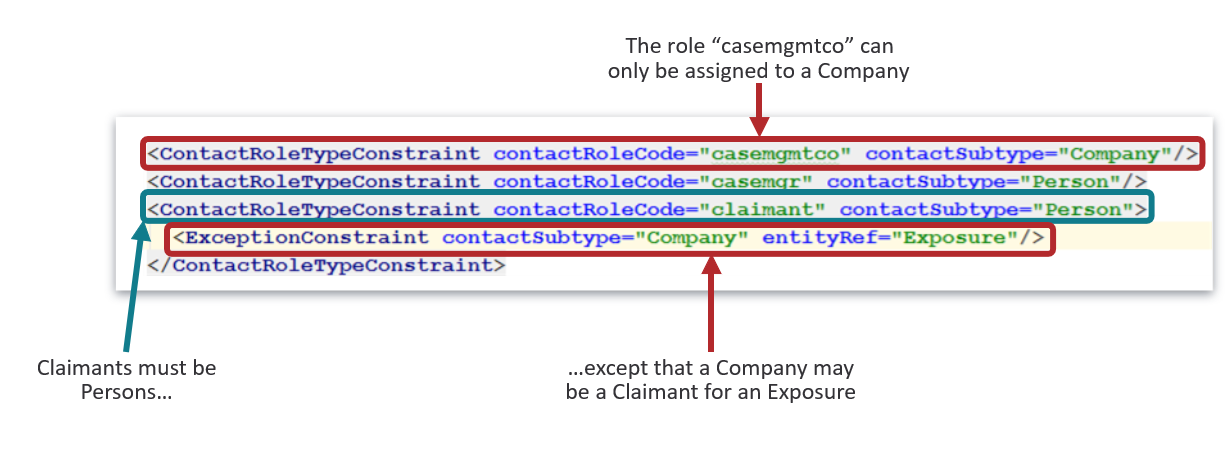 The role “casemgmtco” can
only be assigned to a Company
<ContactRoleTypeConstraint contactRoleCode="casemgmtco" contactSubtype="Company"/>
<ContactRoleTypeConstraint contactRoleCode="casemgr" contactSubtype="Person"/>
<ContactRoleTypeConstraint contactRoleCode="claimant" contactSubtype="Person">
<ExceptionConstraint contactSubtype="Company" entityRef="Exposure"/>
</ContactRoleTypeConstraint>
Claimants must be
Persons…
…except that a Company may
be a Claimant for an Exposure